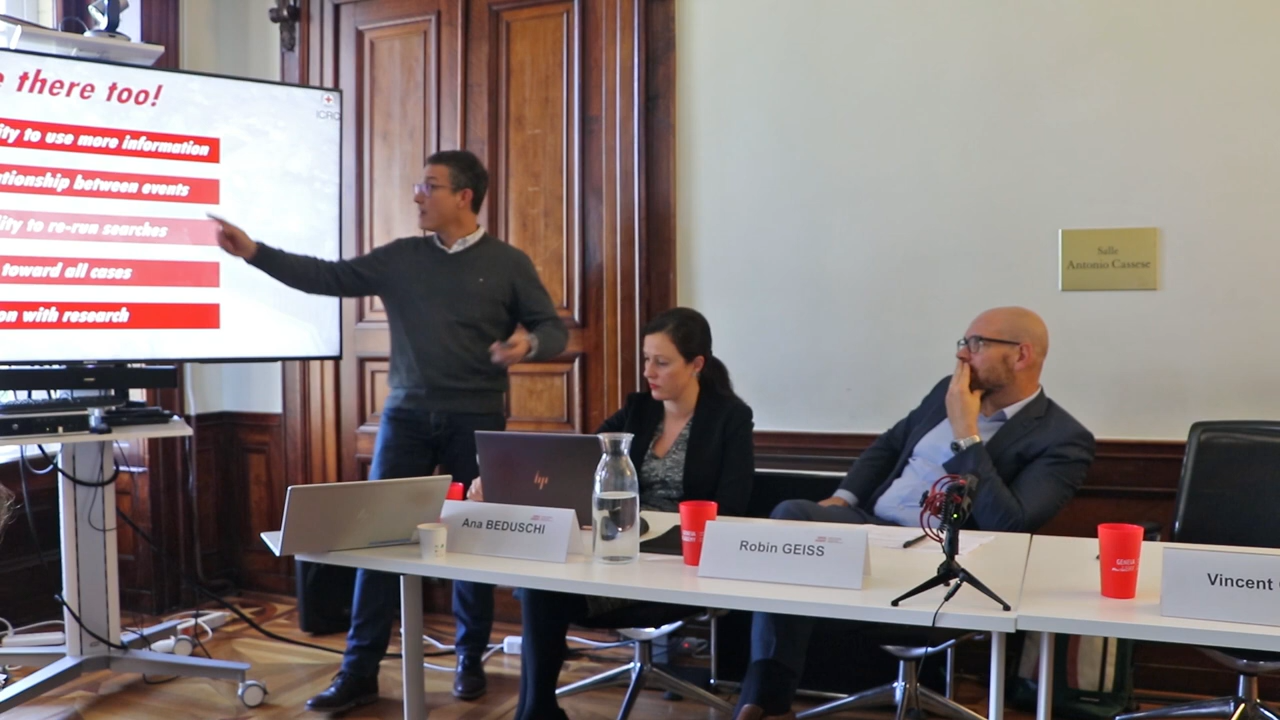 there too!
ICRC
ity to use more information
ationship between events
ity to re-run searches
toward all cases
on with research
Salle
Antonio Cassese
hp
Ana BEDUSCHI
Robin GEISS
Vincent